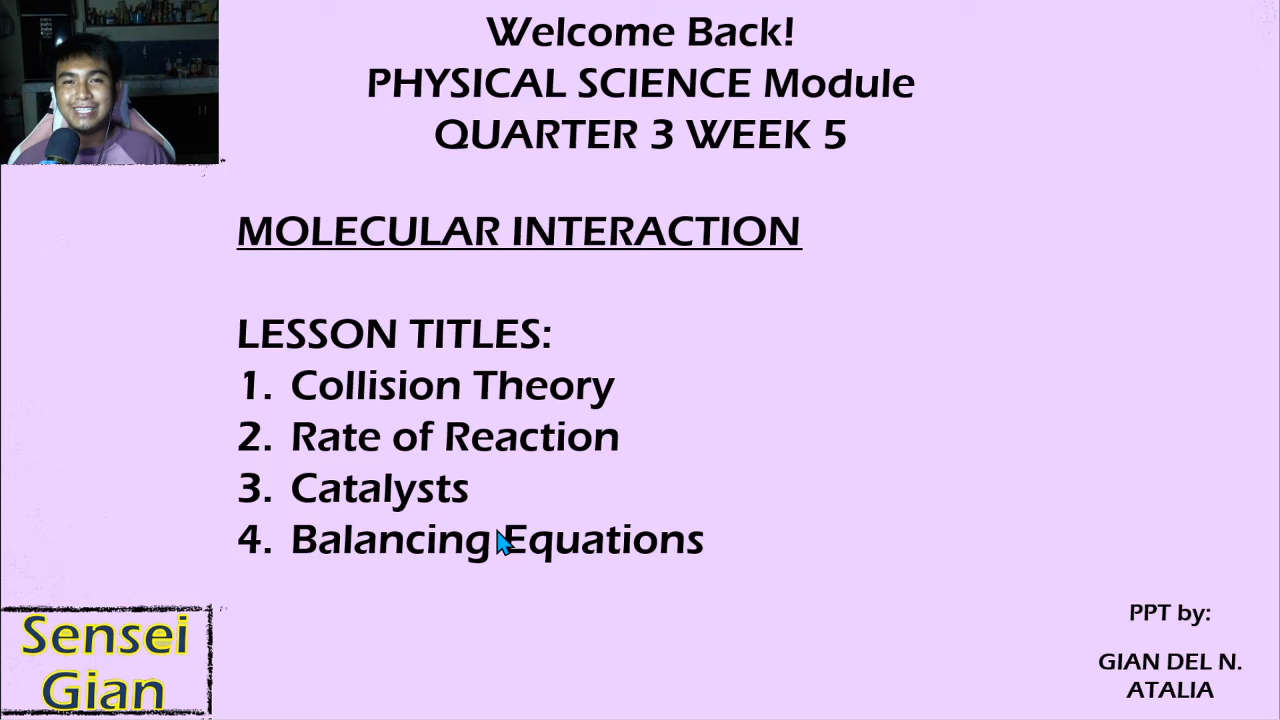 Welcome Back!
PHYSICAL SCIENCE Module
QUARTER 3 WEEK 5
MOLECULAR INTERACTION
LESSON TITLES:
1. Collision Theory
2. Rate of Reaction
3. Catalysts
4. Balancing Equations
Sensei
Gian
PPT by:
GIAN DEL N.
ATALIA